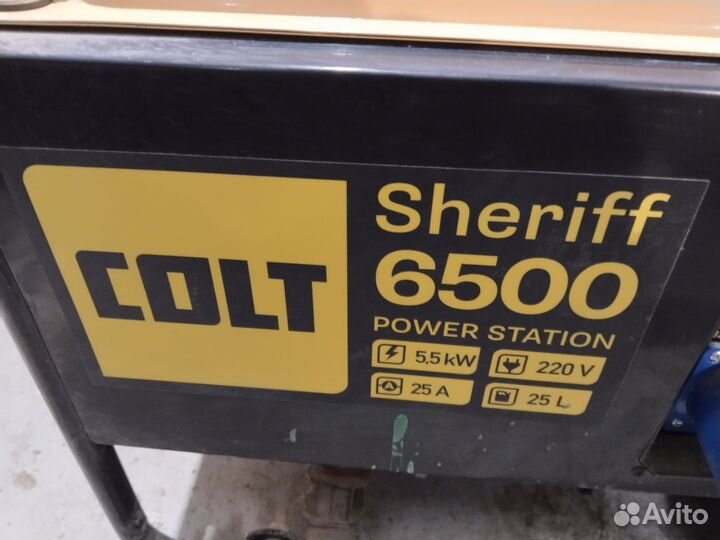 COLT
Sheriff
6500
POWER STATION
5.5 kW
220 V
25 A
25 L
Avito